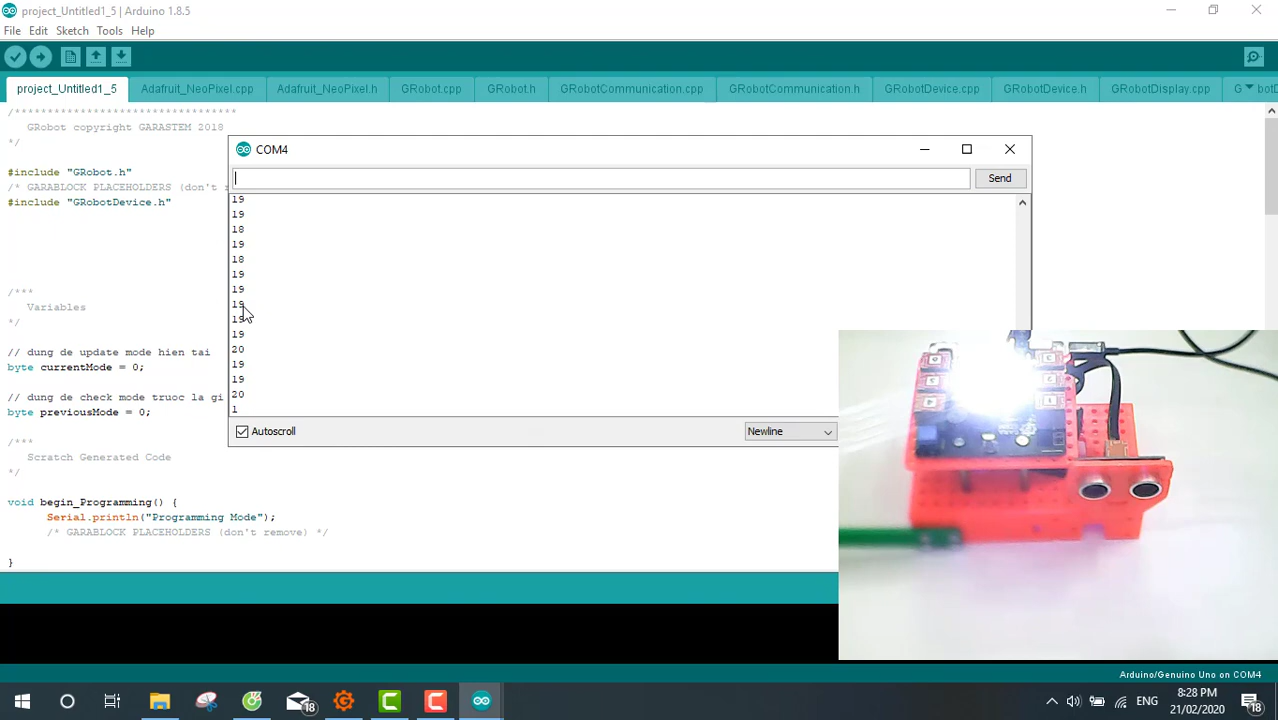 project_Untitled1_5 | Arduino 1.8.5
File Edit Sketch Tools Help
project_Untitled1_5 Adafruit_NeoPixel.cpp Adafruit_NeoPixel.h GRobot.cpp GRobot.h GRobotCommunication.cpp GRobotCommunication.h GRobotDevice.cpp GRobotDevice.h GRobotDisplay.cpp G
/********************************
GRobot copyright GARASTEM 2018
*/
#include "GRobot.h"
/* GARABLOCK PLACEHOLDERS (don't
#include "GRobotDevice.h"
/***
Variables
*/
// dung de update mode hien tai
byte currentMode = 0;
// dung de check mode truoc la gi
byte previousMode = 0;
/***
Scratch Generated Code
*/
void begin_Programming() {
Serial.println("Programming Mode");
/* GARABLOCK PLACEHOLDERS (don't remove) */
}
COM4
Send
19
19
18
19
18
19
19
19
19
19
20
19
19
20
1
Autoscroll
Newline
Arduino/Genuino Uno on COM4
18
ENG
8:28 PM
21/02/2020
18